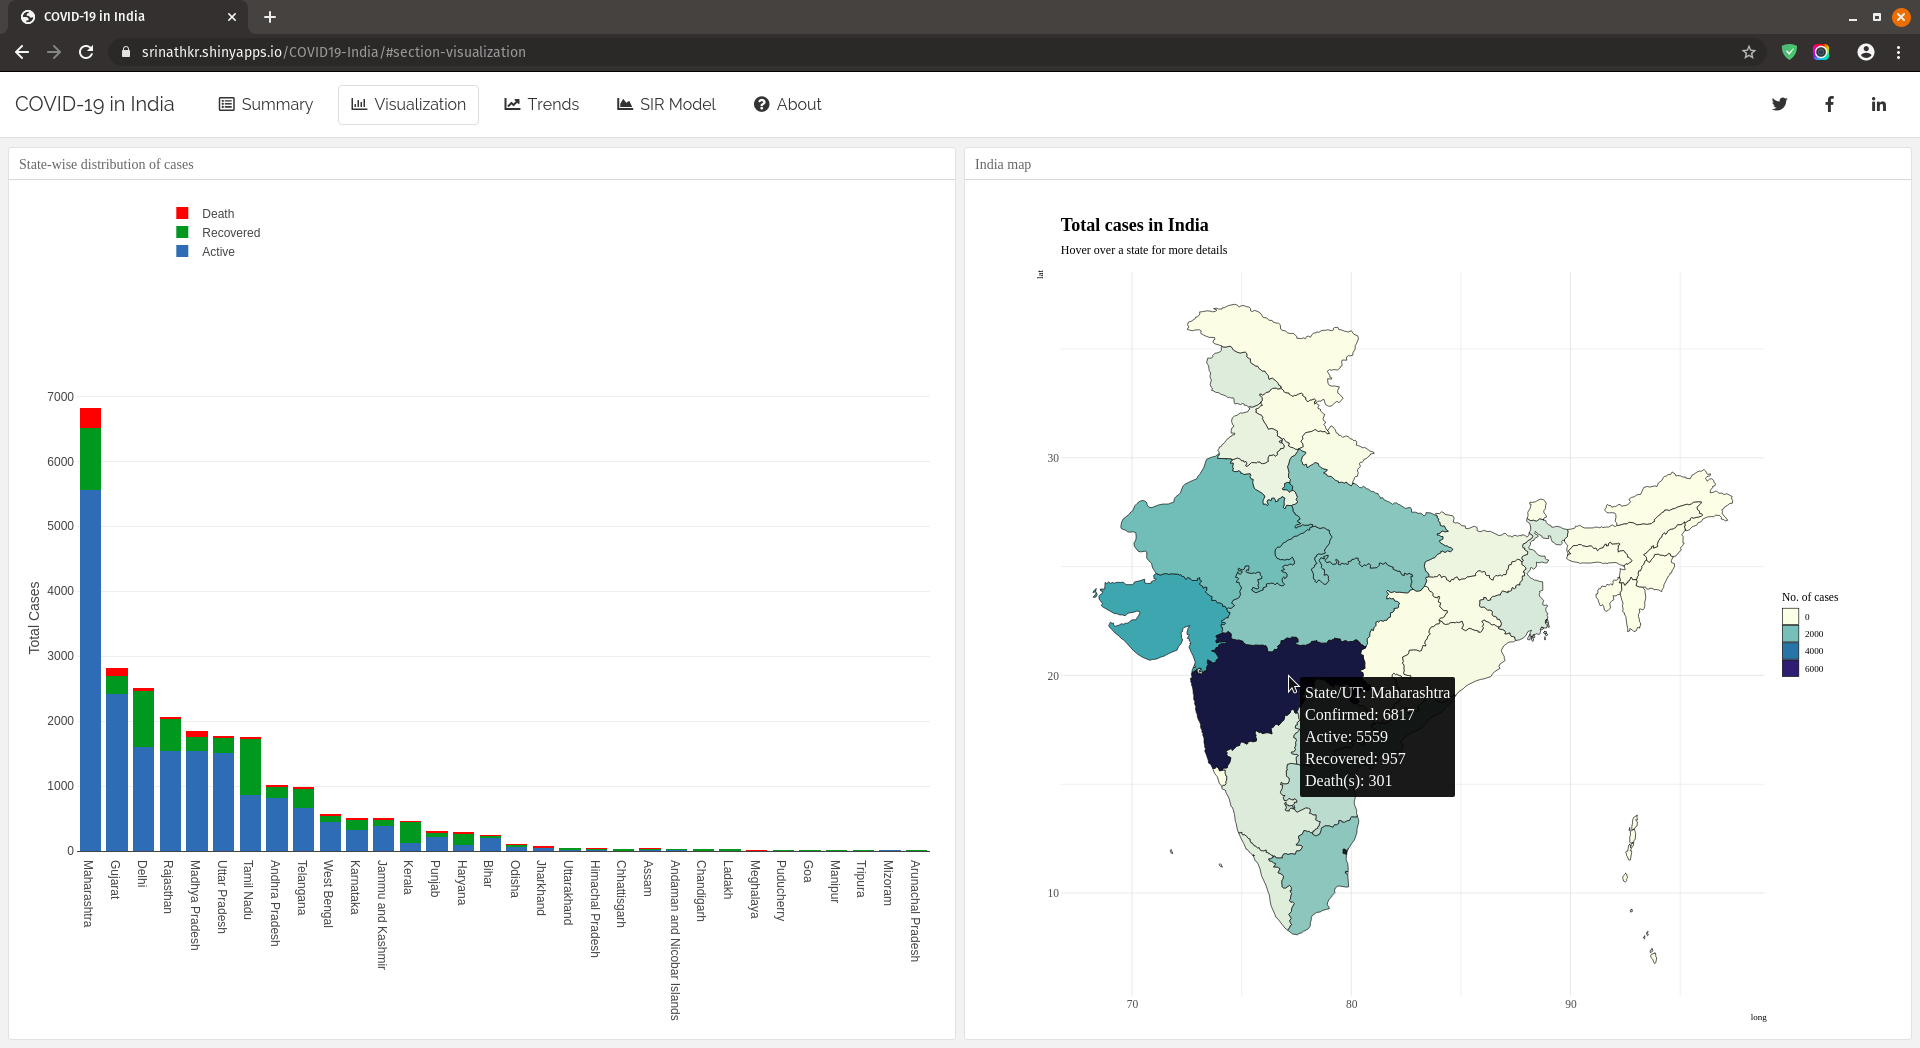 COVID-19 in India
srinathkr.shinyapps.io/COVID19-India/#section-visualization
COVID-19 in India
Summary
Visualization
Trends
SIR Model
About
State-wise distribution of cases
Death
Recovered
Active
7000
6000
5000
4000
3000
2000
1000
0
Total Cases
Maharashtra
Gujarat
Delhi
Rajasthan
Madhya Pradesh
Uttar Pradesh
Tamil Nadu
Andhra Pradesh
Telangana
West Bengal
Karnataka
Jammu and Kashmir
Kerala
Punjab
Haryana
Bihar
Odisha
Jharkhand
Uttarakhand
Himachal Pradesh
Chhattisgarh
Assam
Andaman and Nicobar Islands
Chandigarh
Ladakh
Meghalaya
Puducherry
Goa
Manipur
Tripura
Mizoram
Arunachal Pradesh
India map
Total cases in India
Hover over a state for more details
lat
30
20
10
70
80
90
long
State/UT: Maharashtra
Confirmed: 6817
Active: 5559
Recovered: 957
Death(s): 301
No. of cases
0
2000
4000
6000